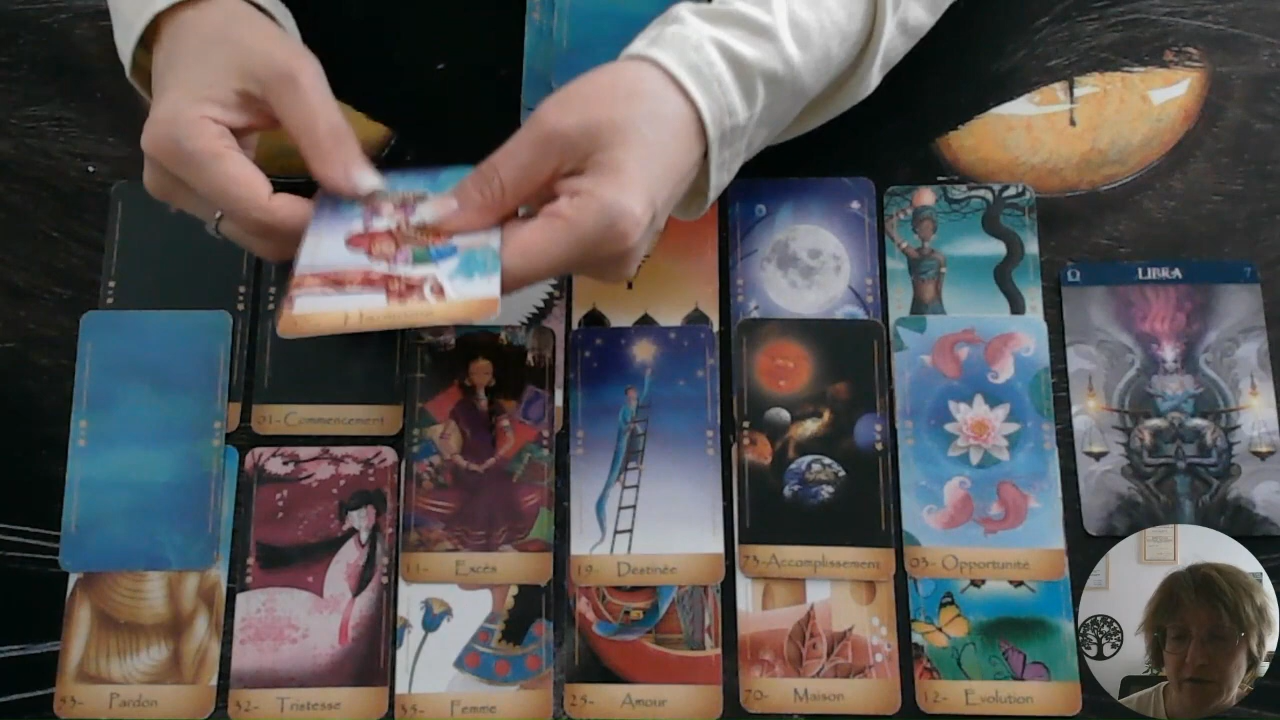 LIBRA 7
01- Commencement
11- Excés
19- Destinée
73-Accomplissement
03- Opportunité
53- Pardon
32- Tristesse
35- Femme
25- Amour
70- Maison
12- Evolution